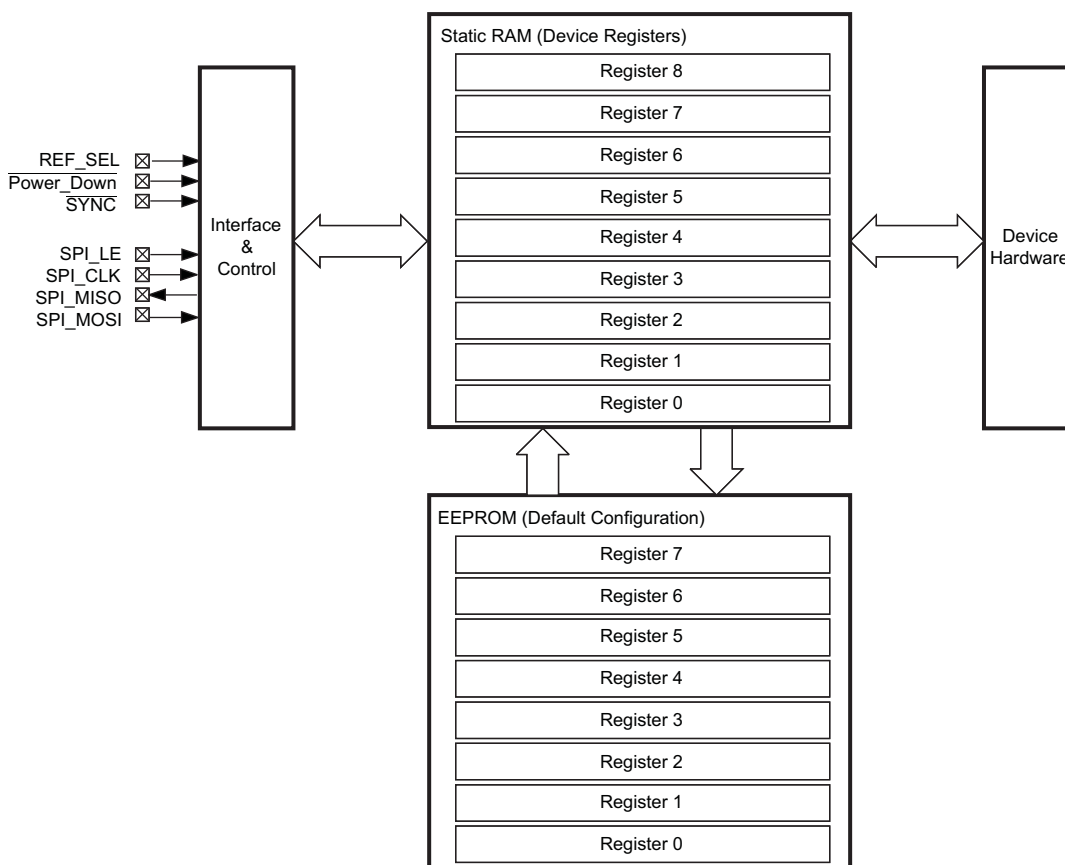 Static RAM (Device Registers)
Register 8
Register 7
Register 6
Register 5
Register 4
Register 3
Register 2
Register 1
Register 0
REF_SEL
Power_Down
SYNC
SPI_LE
SPI_CLK
SPI_MISO
SPI_MOSI
Interface
&
Control
Device
Hardware
EEPROM (Default Configuration)
Register 7
Register 6
Register 5
Register 4
Register 3
Register 2
Register 1
Register 0